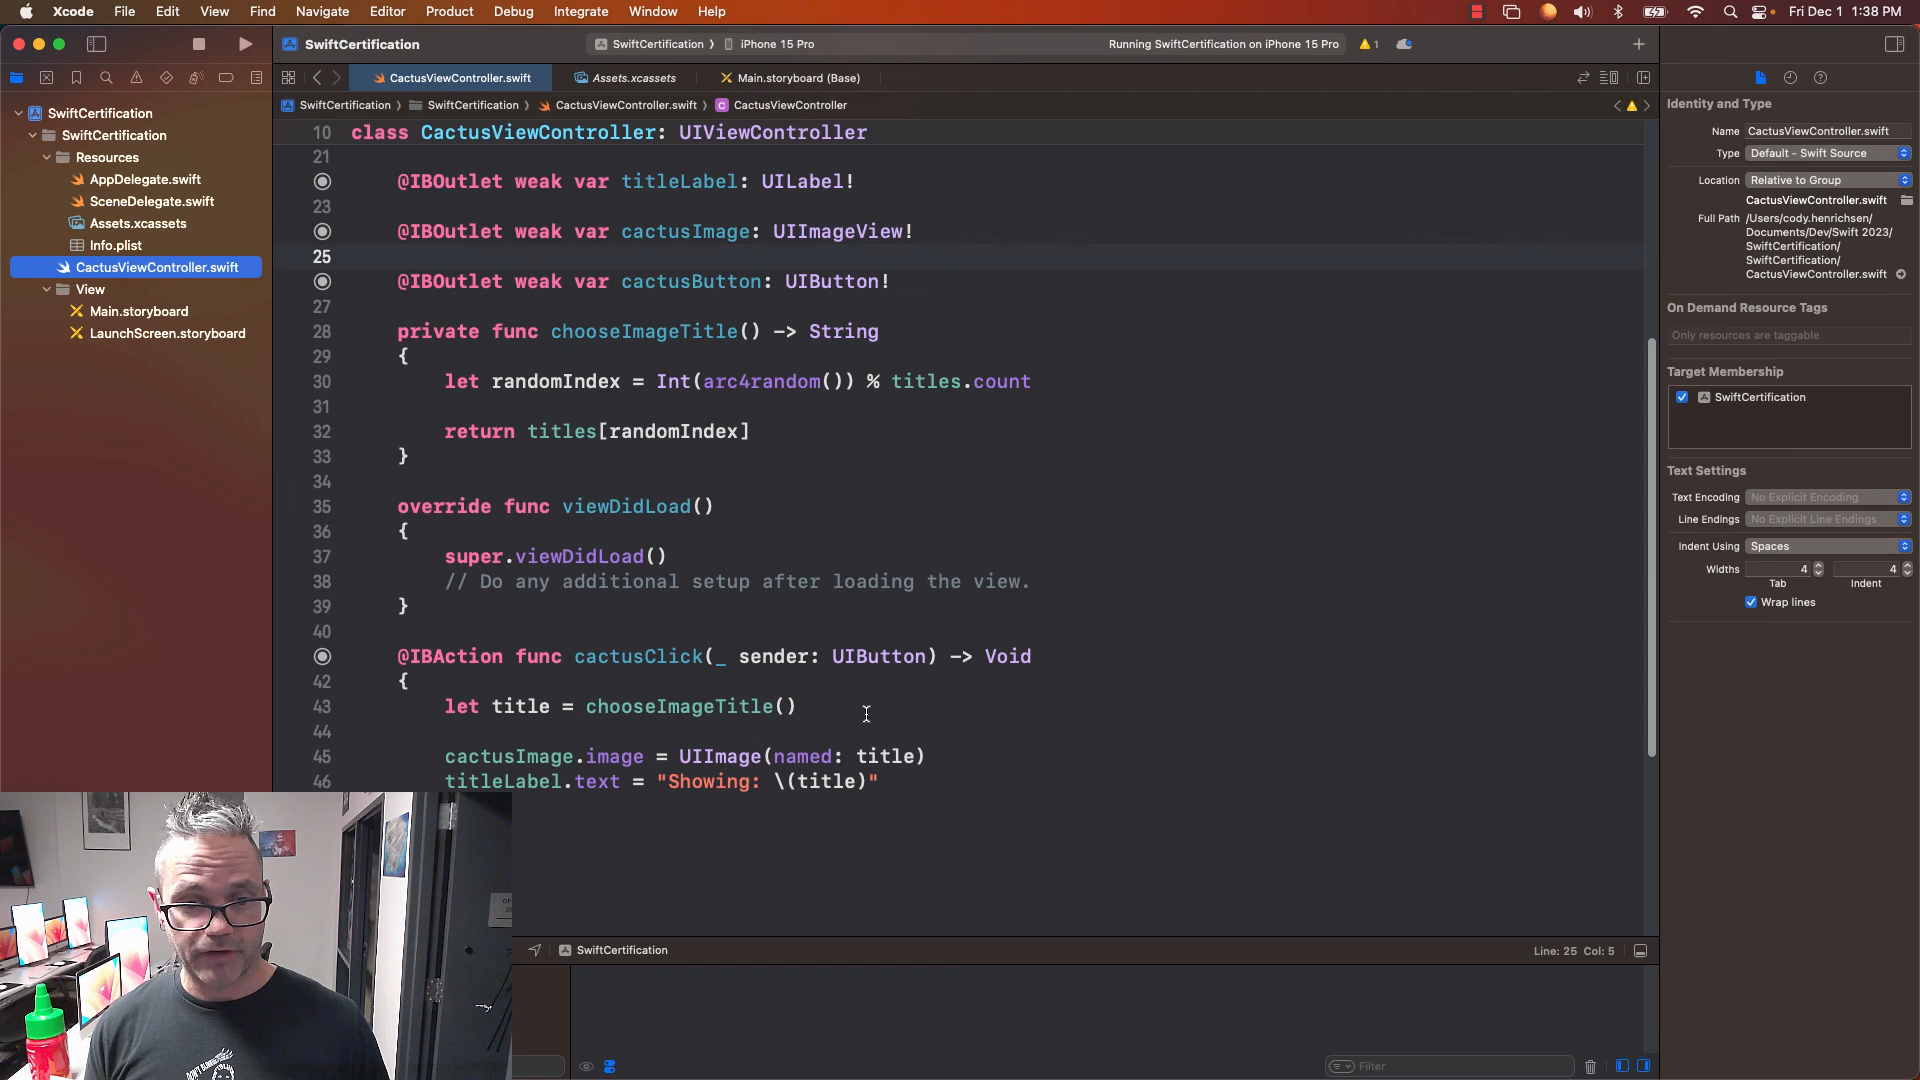 Xcode File Edit View Find Navigate Editor Product Debug Integrate Window Help Fri Dec 1 1:38 PM
SwiftCertification SwiftCertification iPhone 15 Pro Running SwiftCertification on iPhone 15 Pro 1
CactusViewController.swift Assets.xcassets Main.storyboard (Base)
SwiftCertification SwiftCertification CactusViewController.swift C CactusViewController
SwiftCertification
SwiftCertification
Resources
AppDelegate.swift
SceneDelegate.swift
Assets.xcassets
Info.plist
CactusViewController.swift
View
Main.storyboard
LaunchScreen.storyboard
10 class CactusViewController: UIViewController
21
@IBOutlet weak var titleLabel: UILabel!
23
@IBOutlet weak var cactusImage: UIImageView!
25
@IBOutlet weak var cactusButton: UIButton!
27
28 private func chooseImageTitle() -> String
29 {
30 let randomIndex = Int(arc4random()) % titles.count
31
32 return titles[randomIndex]
33 }
34
35 override func viewDidLoad()
36 {
37 super.viewDidLoad()
38 // Do any additional setup after loading the view.
39 }
40
@IBAction func cactusClick(_ sender: UIButton) -> Void
42 {
43 let title = chooseImageTitle()
44
45 cactusImage.image = UIImage(named: title)
46 titleLabel.text = "Showing: \(title)"
SwiftCertification Line: 25 Col: 5
Filter
Identity and Type
Name CactusViewController.swift
Type Default - Swift Source
Location Relative to Group
CactusViewController.swift
Full Path /Users/cody.henrichsen/
Documents/Dev/Swift 2023/
SwiftCertification/
SwiftCertification/
CactusViewController.swift
On Demand Resource Tags
Only resources are taggable
Target Membership
SwiftCertification
Text Settings
Text Encoding No Explicit Encoding
Line Endings No Explicit Line Endings
Indent Using Spaces
Widths 4 4
Tab Indent
Wrap lines